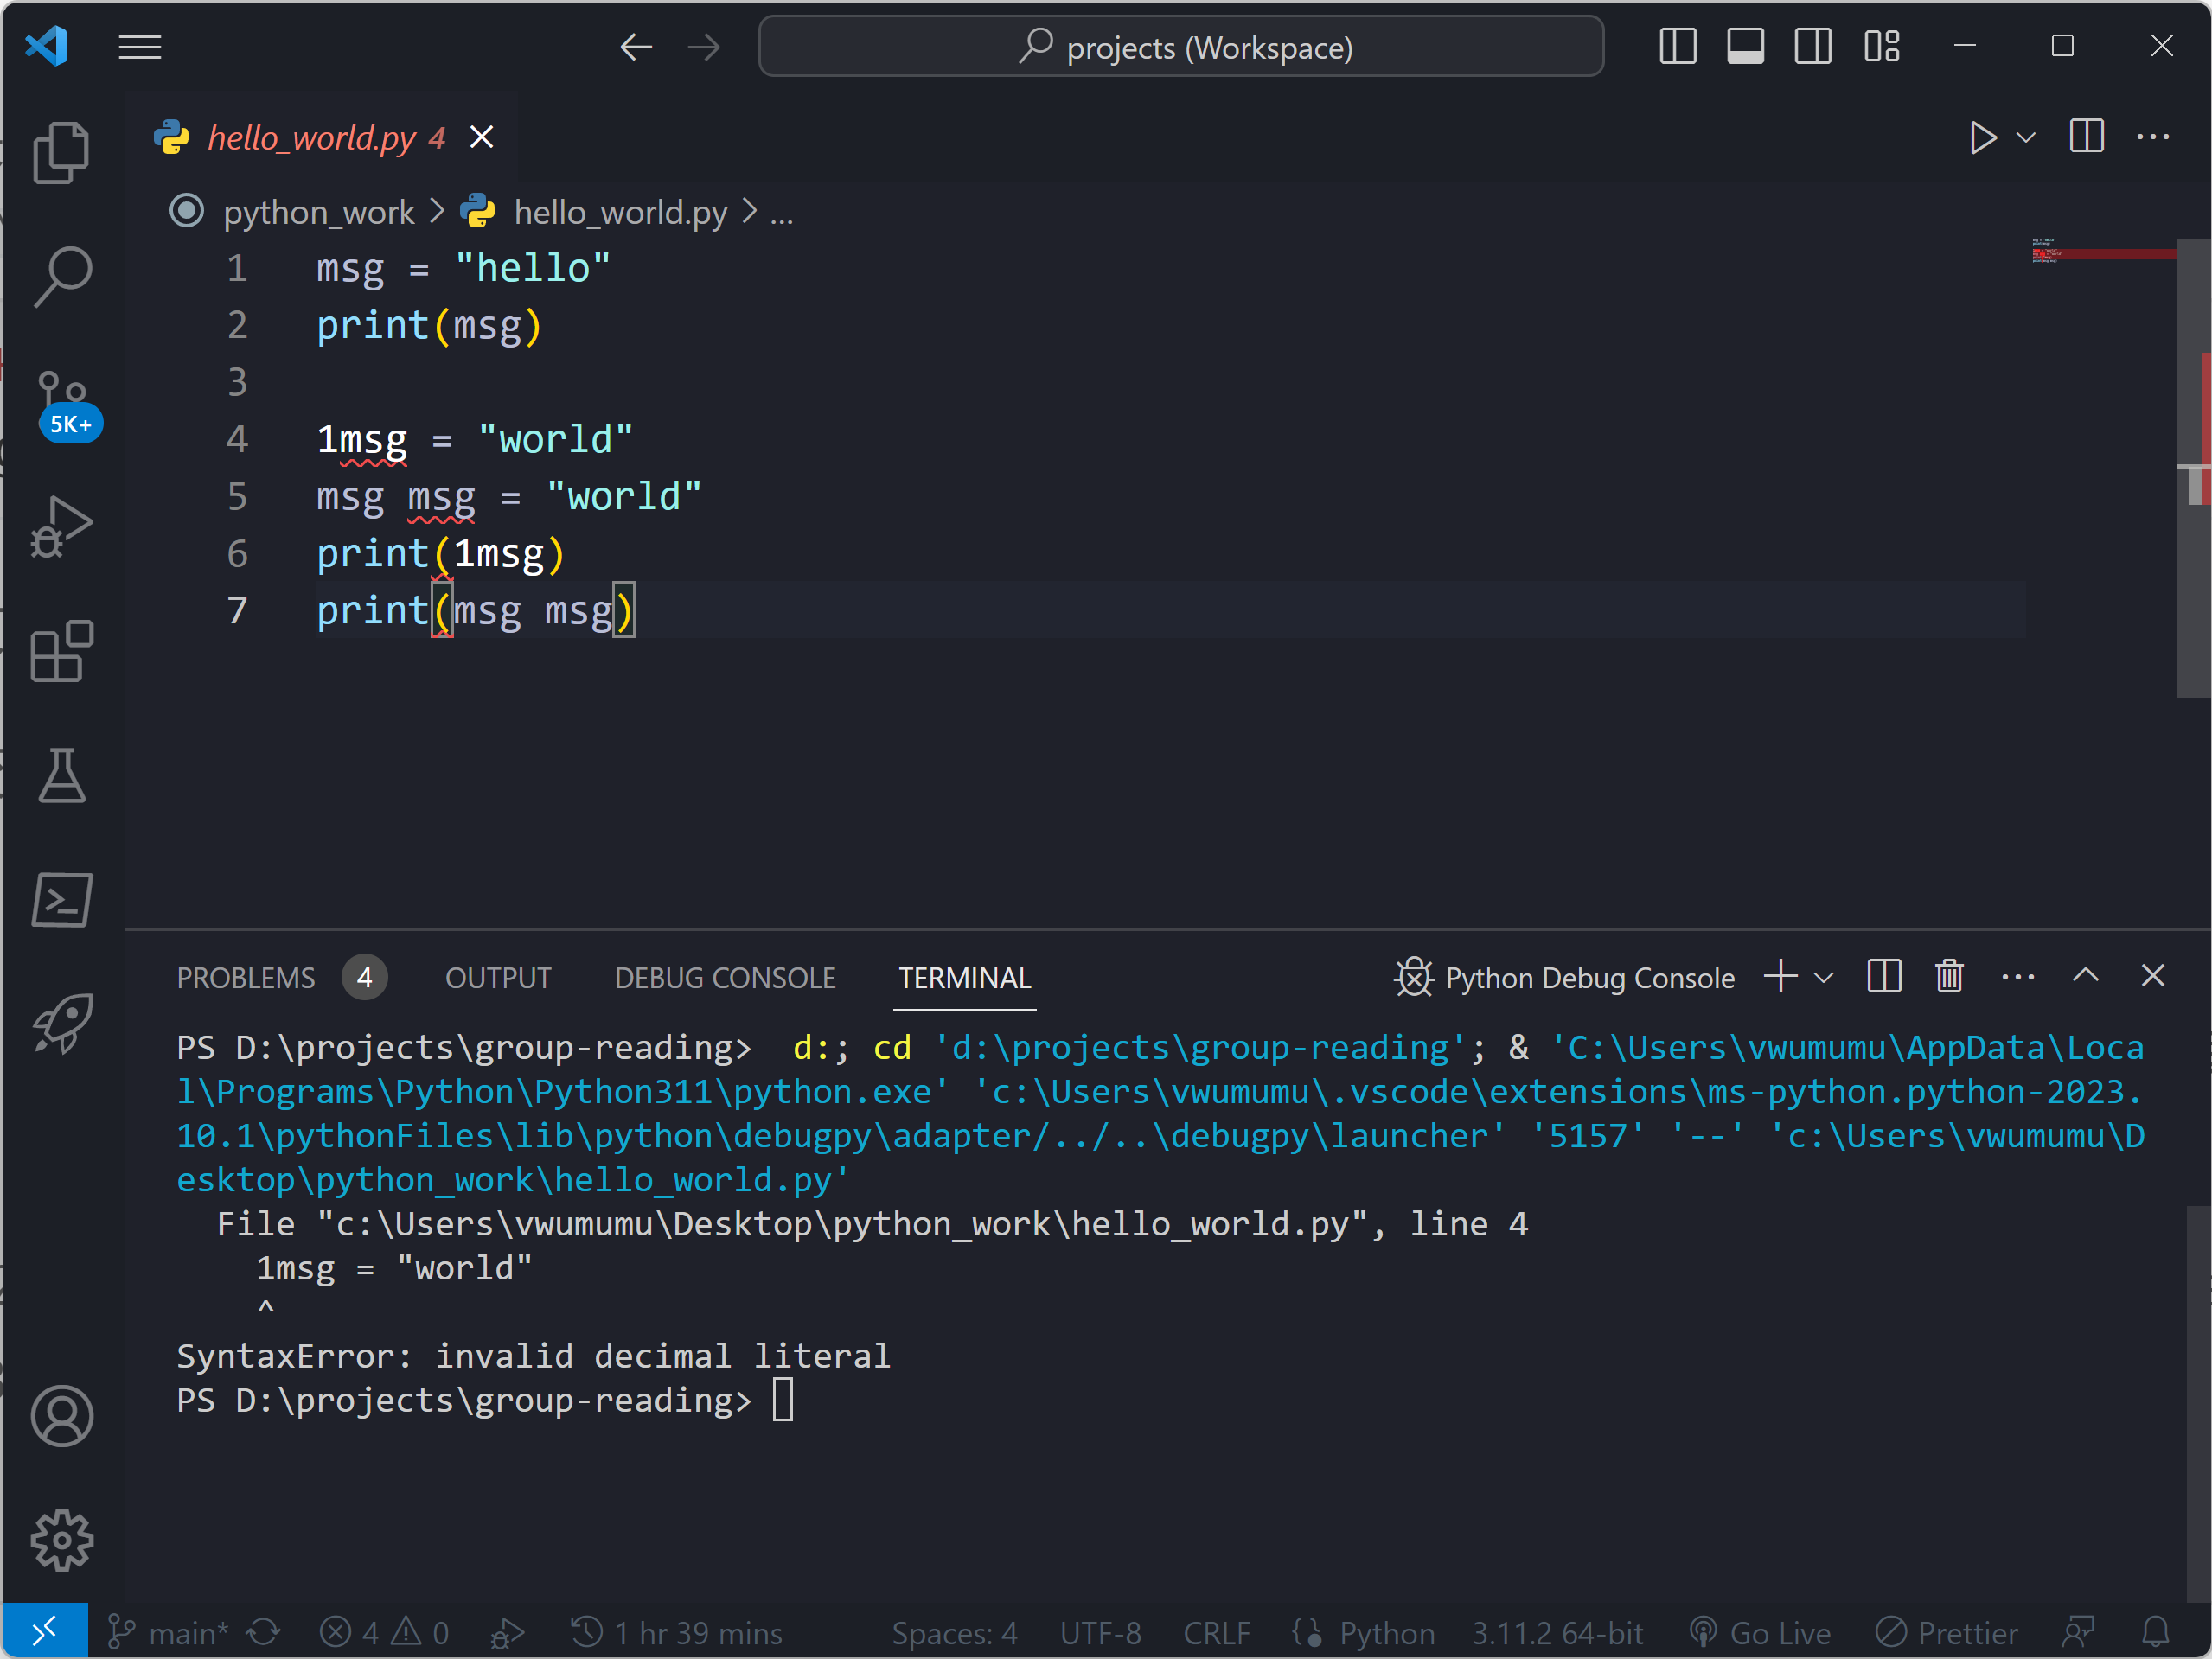 projects (Workspace)
hello_world.py 4
python_work > hello_world.py > ...
1 msg = "hello"
2 print(msg)
3
4 1msg = "world"
5 msg msg = "world"
6 print(1msg)
7 print(msg msg)
5K+
PROBLEMS 4 OUTPUT DEBUG CONSOLE TERMINAL Python Debug Console
PS D:\projects\group-reading>  d:; cd 'd:\projects\group-reading'; & 'C:\Users\vwumumu\AppData\Loca
l\Programs\Python\Python311\python.exe' 'c:\Users\vwumumu\.vscode\extensions\ms-python.python-2023.
10.1\pythonFiles\lib\python\debugpy\adapter/../..\debugpy\launcher' '5157' '--' 'c:\Users\vwumumu\D
esktop\python_work\hello_world.py'
  File "c:\Users\vwumumu\Desktop\python_work\hello_world.py", line 4
    1msg = "world"
    ^
SyntaxError: invalid decimal literal
PS D:\projects\group-reading>
main* 4 0 1 hr 39 mins Spaces: 4 UTF-8 CRLF Python 3.11.2 64-bit Go Live Prettier